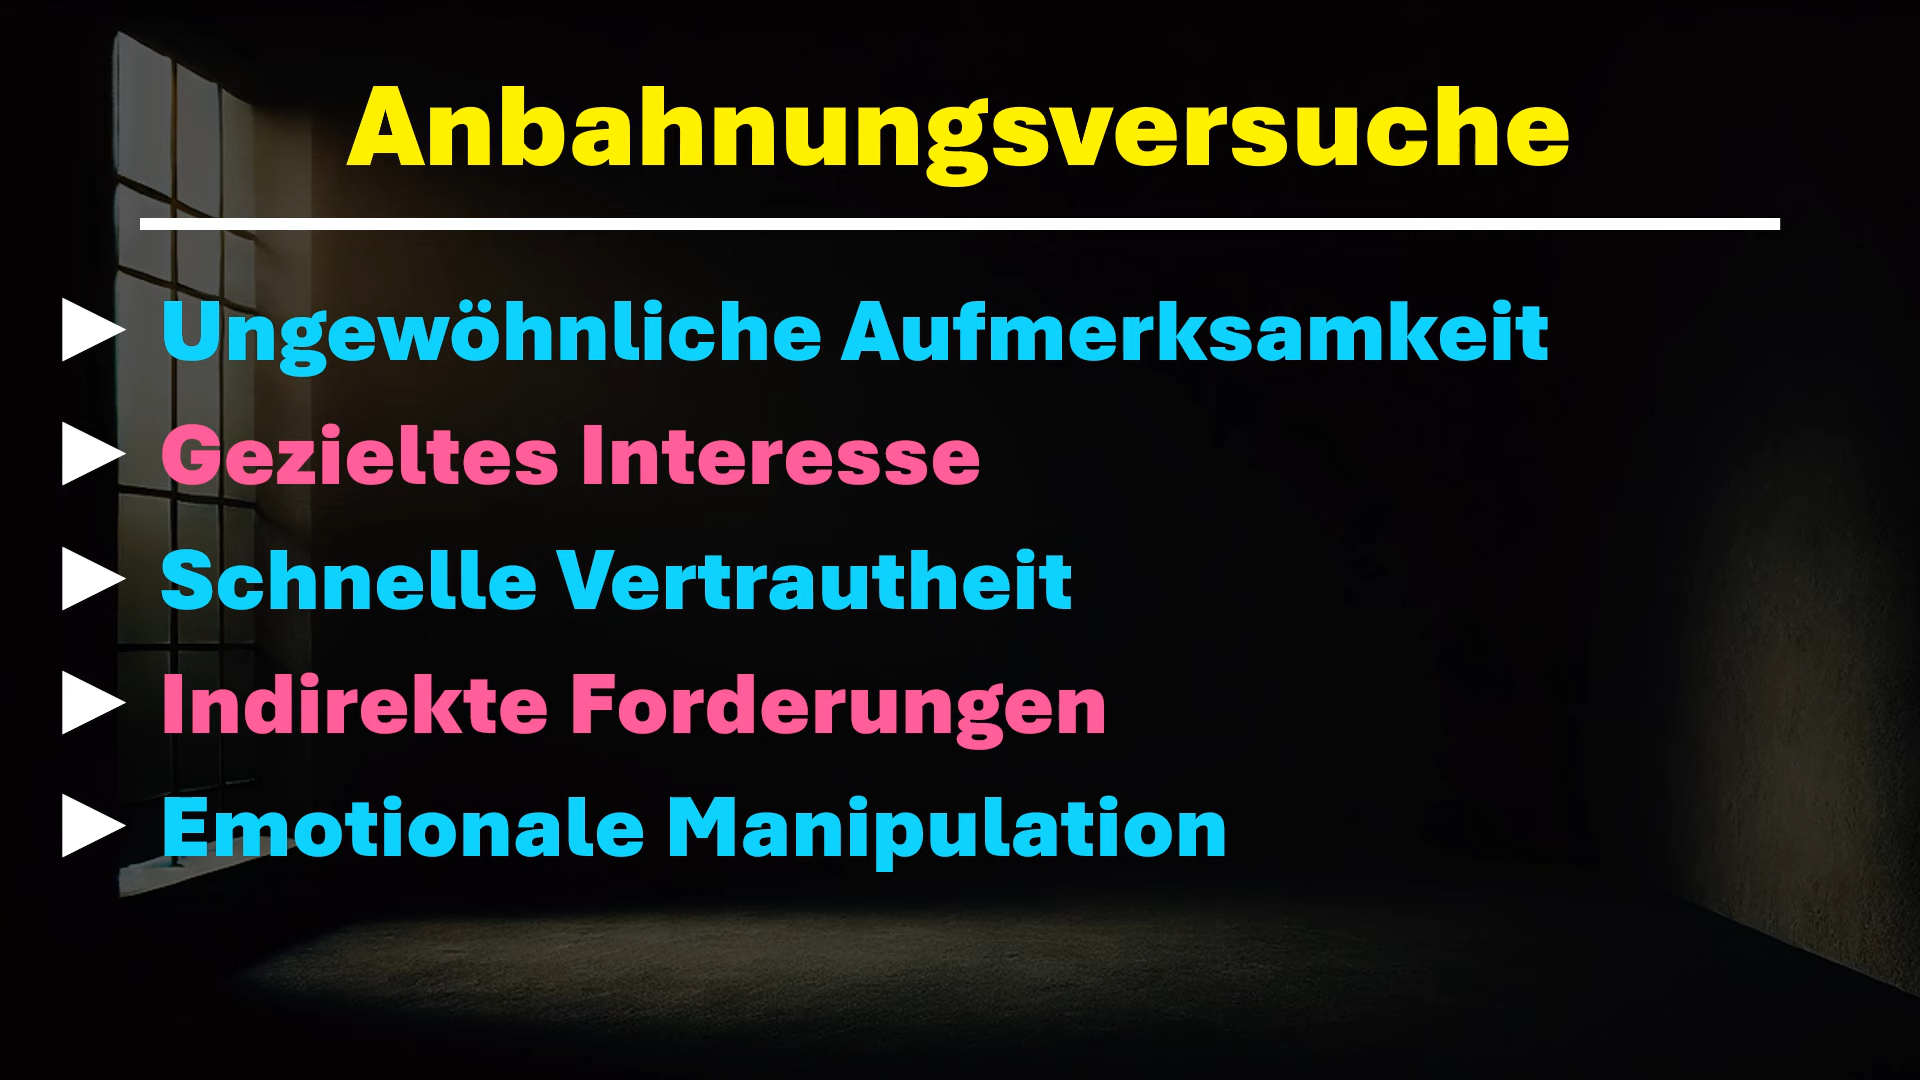 Anbahnungsversuche
Ungewöhnliche Aufmerksamkeit
Gezieltes Interesse
Schnelle Vertrautheit
Indirekte Forderungen
Emotionale Manipulation